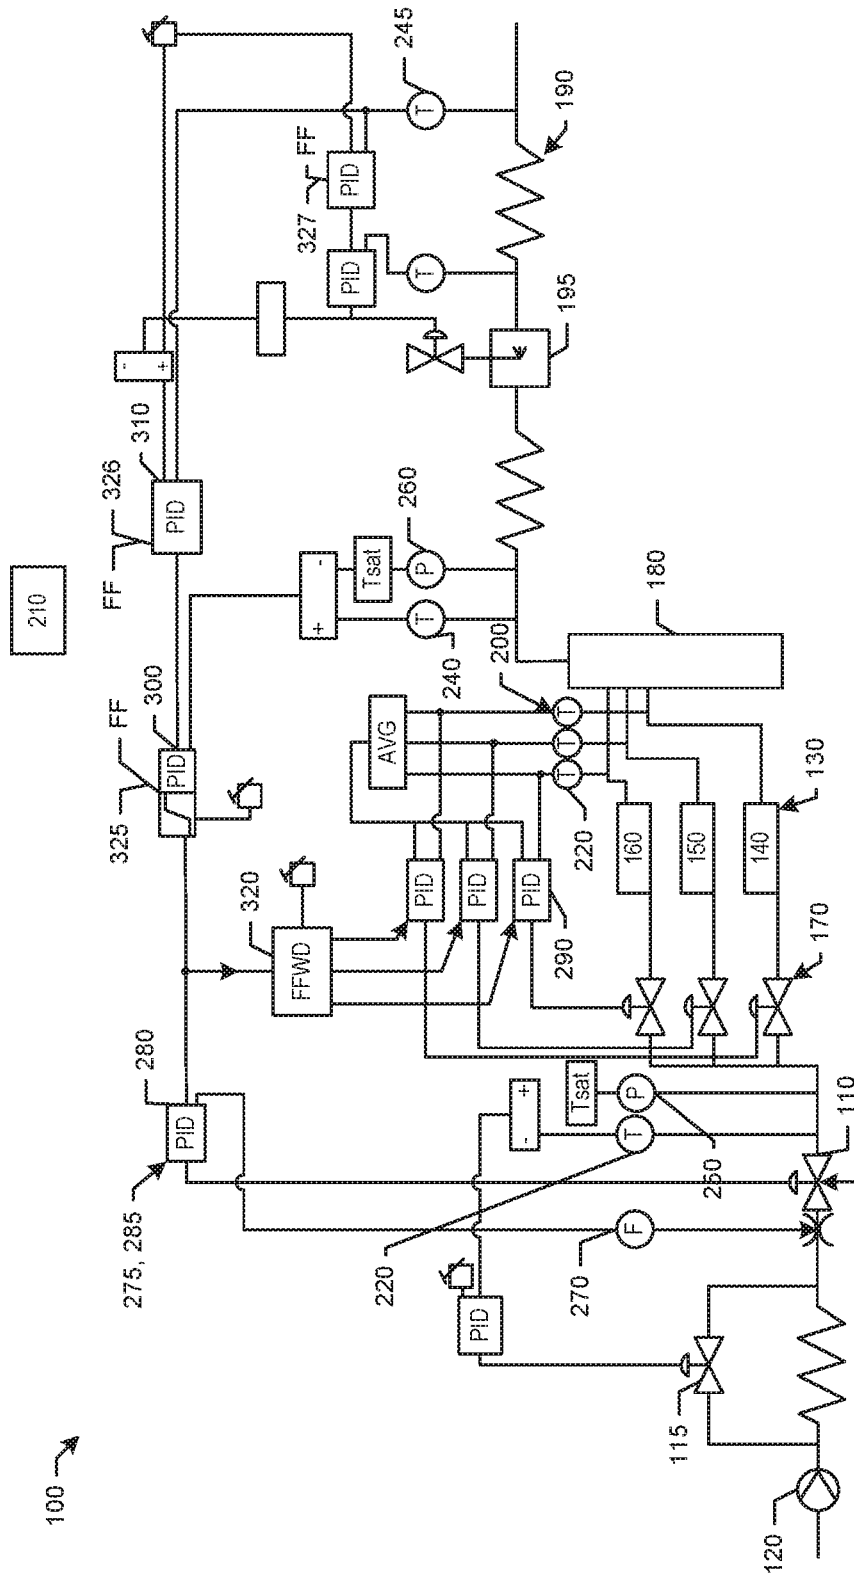 100
210
FF
326
310
PID
-
+
245
FF
327
PID
PID
T
T
190
195
325
FF
300
PID
+
-
Tsat
P
260
T
240
180
200
AVG
T
T
T
220
320
FFWD
PID
PID
PID
290
160
150
140
130
170
275, 285
280
PID
+
-
Tsat
P
T
260
110
220
F
270
PID
115
120